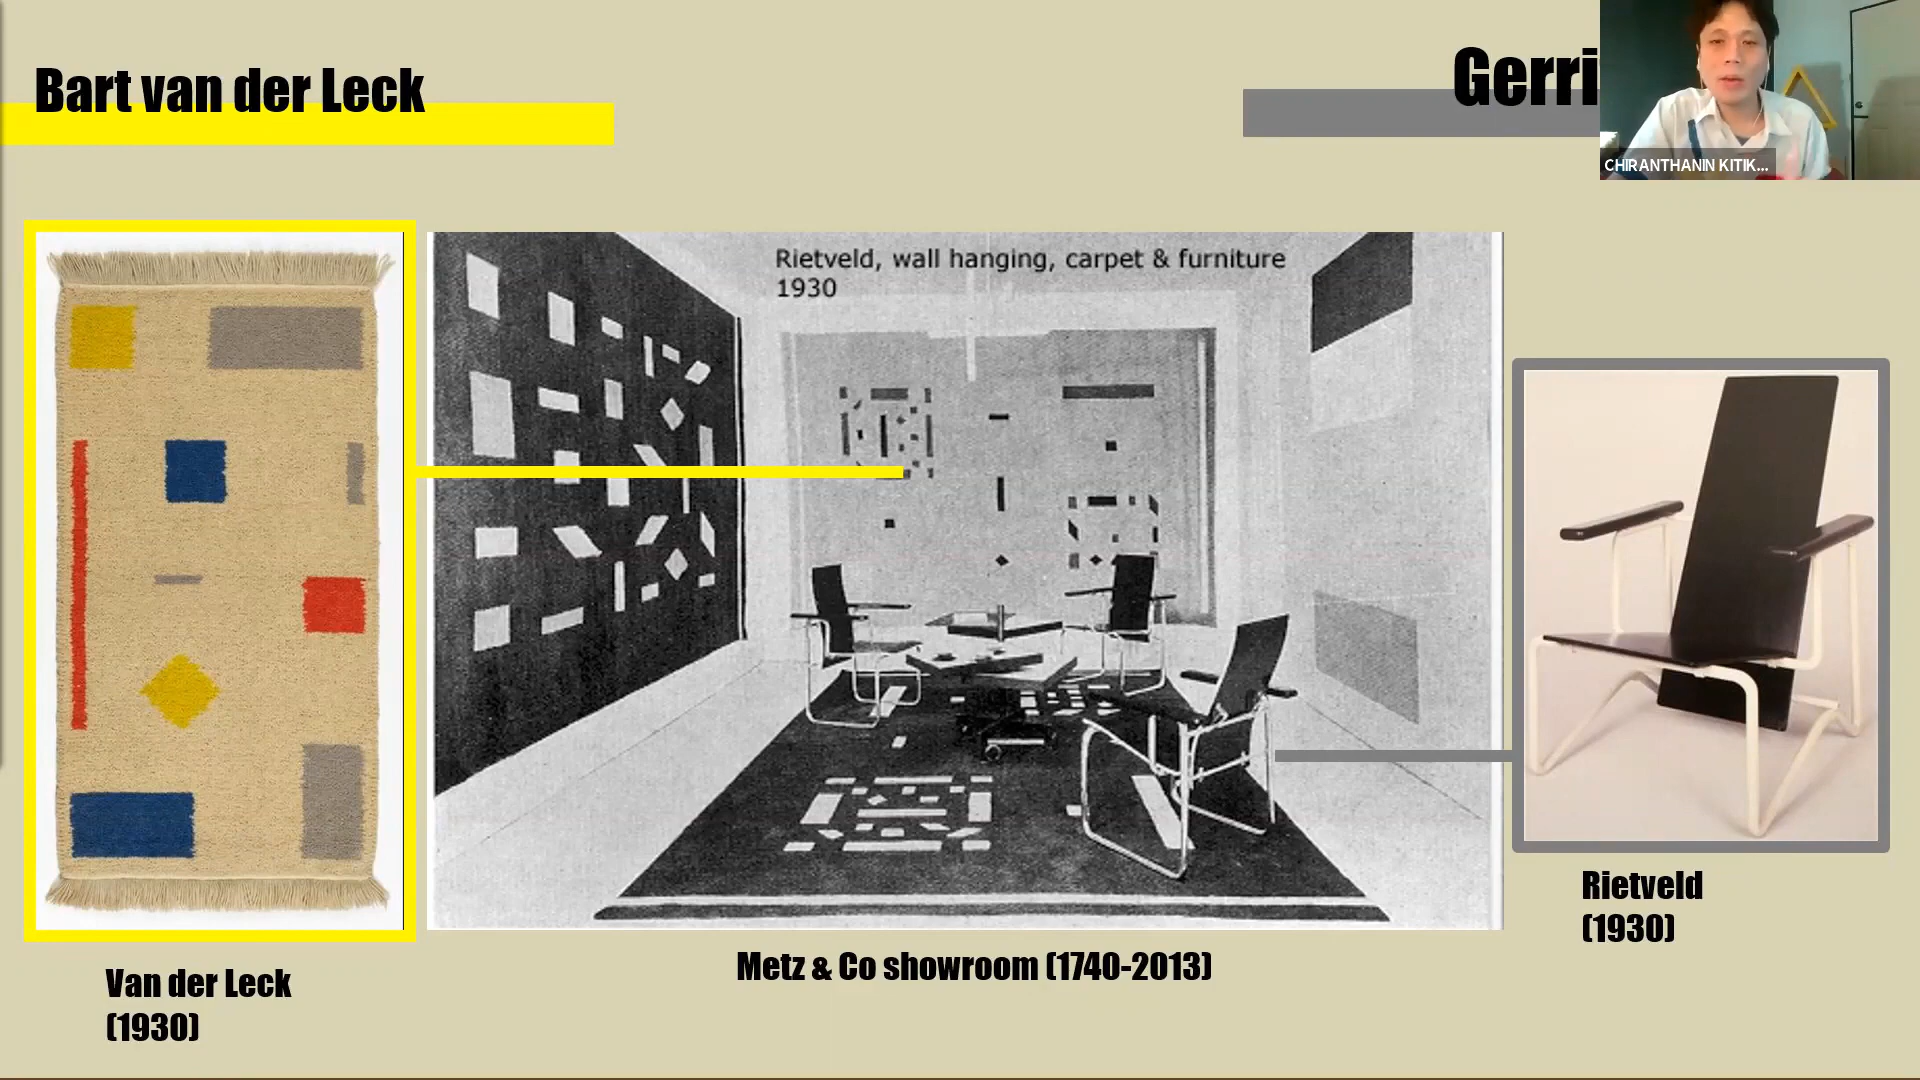 Bart van der Leck
Gerri
CHIRANTHANIN KITIK...
Rietveld, wall hanging, carpet & furniture
1930
Rietveld
(1930)
Metz & Co showroom (1740-2013)
Van der Leck
(1930)